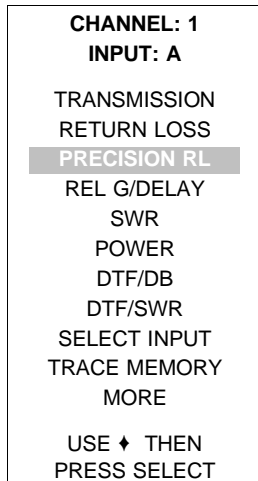 CHANNEL: 1
INPUT: A
TRANSMISSION
RETURN LOSS
PRECISION RL
REL G/DELAY
SWR
POWER
DTF/DB
DTF/SWR
SELECT INPUT
TRACE MEMORY
MORE
USE ♦ THEN
PRESS SELECT